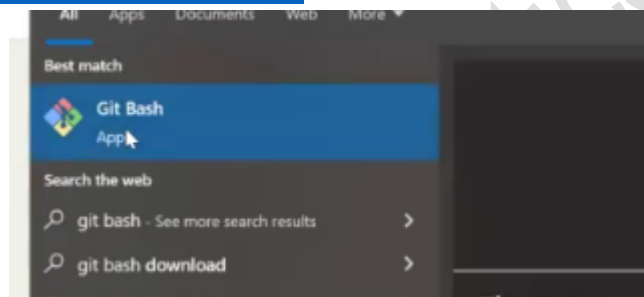 All Apps Documents Web More
Best match
Git Bash
App
Search the web
git bash - See more search results
git bash download